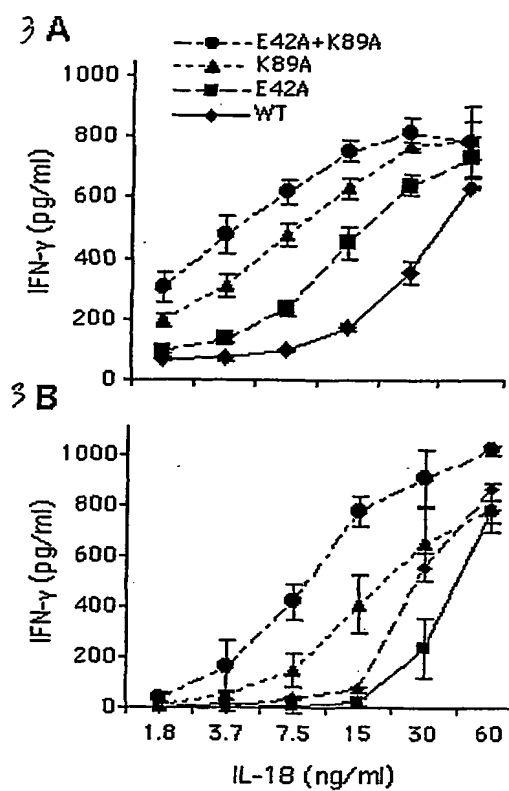 3 A
E42A+K89A
K89A
E42A
WT
1000
800
600
400
200
0
IFN-γ (pg/ml)
3 B
1000
800
600
400
200
0
IFN-γ (pg/ml)
1.8 3.7 7.5 15 30 60
IL-18 (ng/ml)